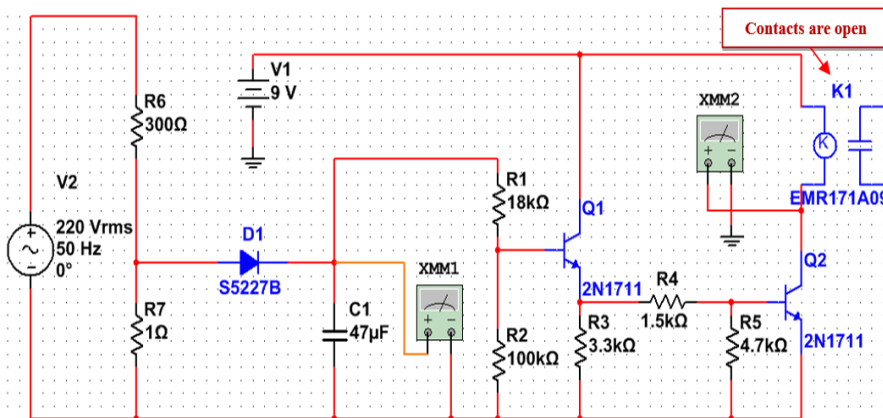 Contacts are open
V1
9 V
K1
R6
300Ω
XMM2
K
EMR171A09
V2
220 Vrms
50 Hz
0°
R1
18kΩ
Q1
D1
S5227B
XMM1
2N1711
R4
1.5kΩ
Q2
R7
1Ω
C1
47µF
R2
100kΩ
R3
3.3kΩ
R5
4.7kΩ
2N1711